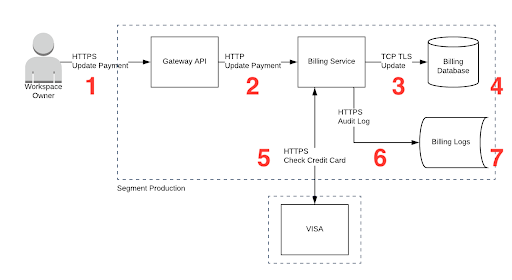 HTTPS
Update Payment
1
Workspace
Owner
Gateway API
HTTP
Update Payment
2
Billing Service
TCP TLS
Update
3
Billing
Database
4
HTTPS
Audit Log
6
Billing Logs
7
5
HTTPS
Check Credit Card
Segment Production
VISA